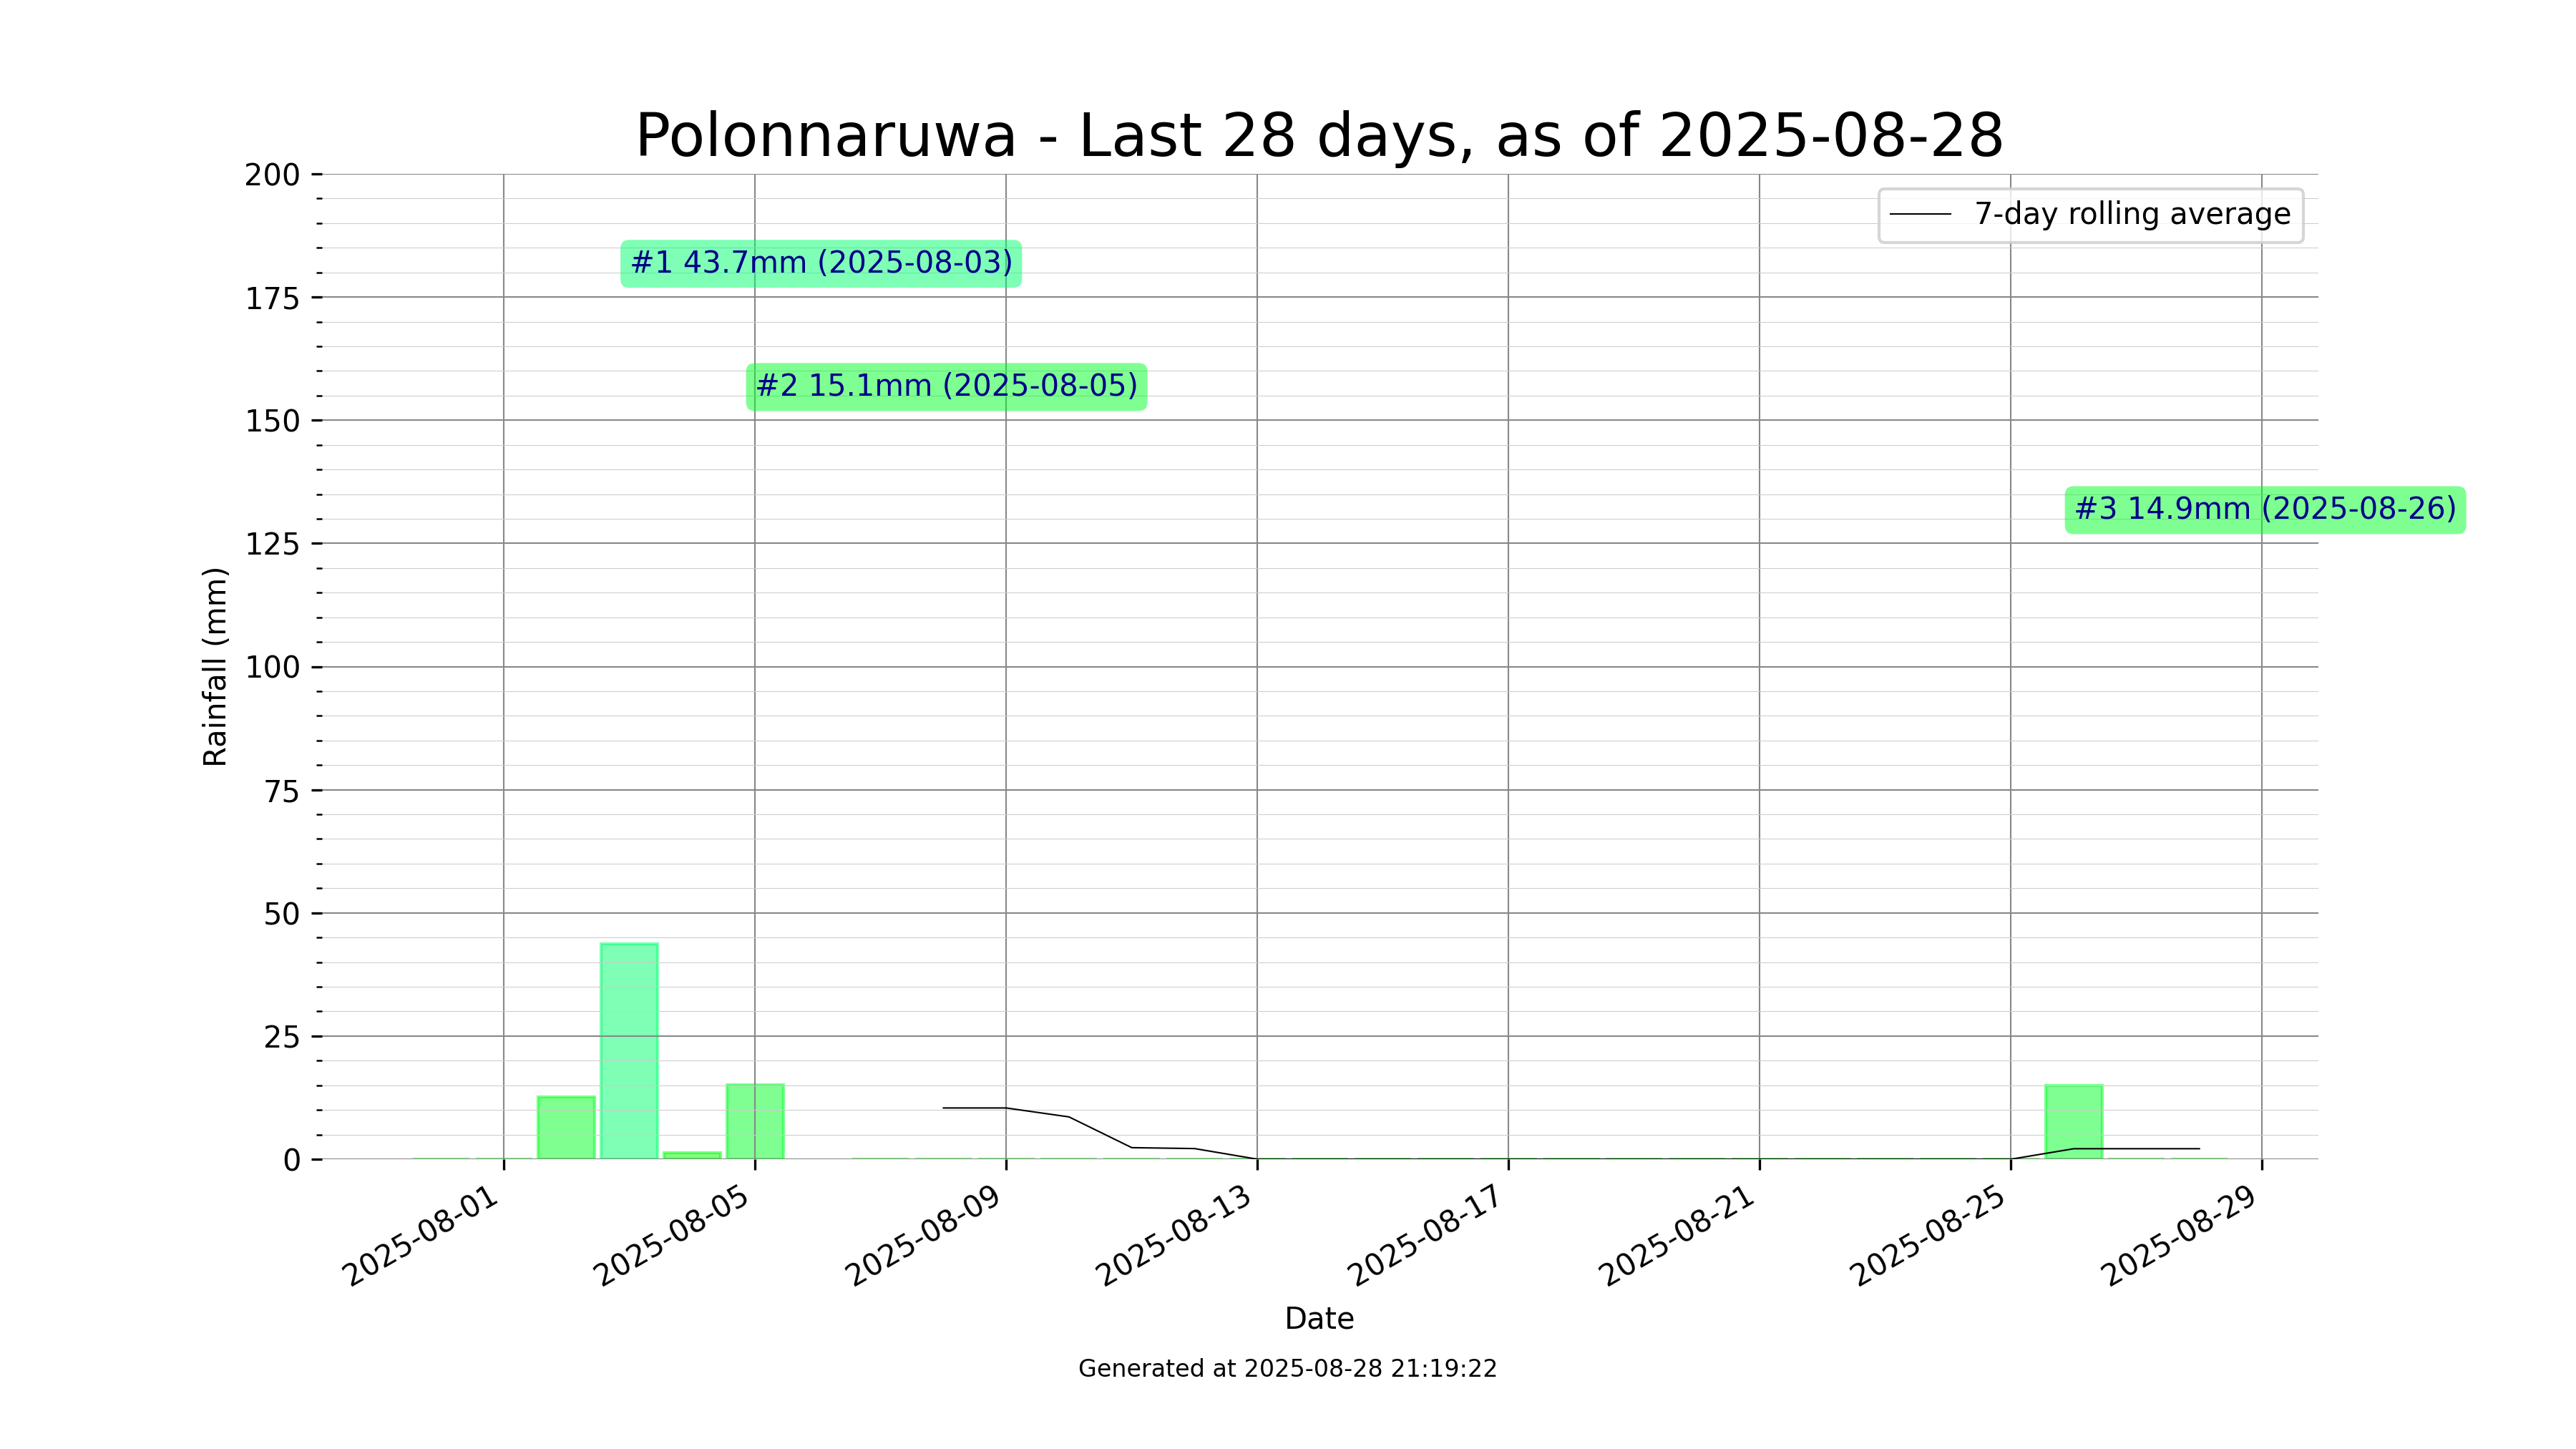 Polonnaruwa - Last 28 days, as of 2025-08-28
7-day rolling average
#1 43.7mm (2025-08-03)
#2 15.1mm (2025-08-05)
#3 14.9mm (2025-08-26)
Rainfall (mm)
200
175
150
125
100
75
50
25
0
2025-08-01
2025-08-05
2025-08-09
2025-08-13
2025-08-17
2025-08-21
2025-08-25
2025-08-29
Date
Generated at 2025-08-28 21:19:22